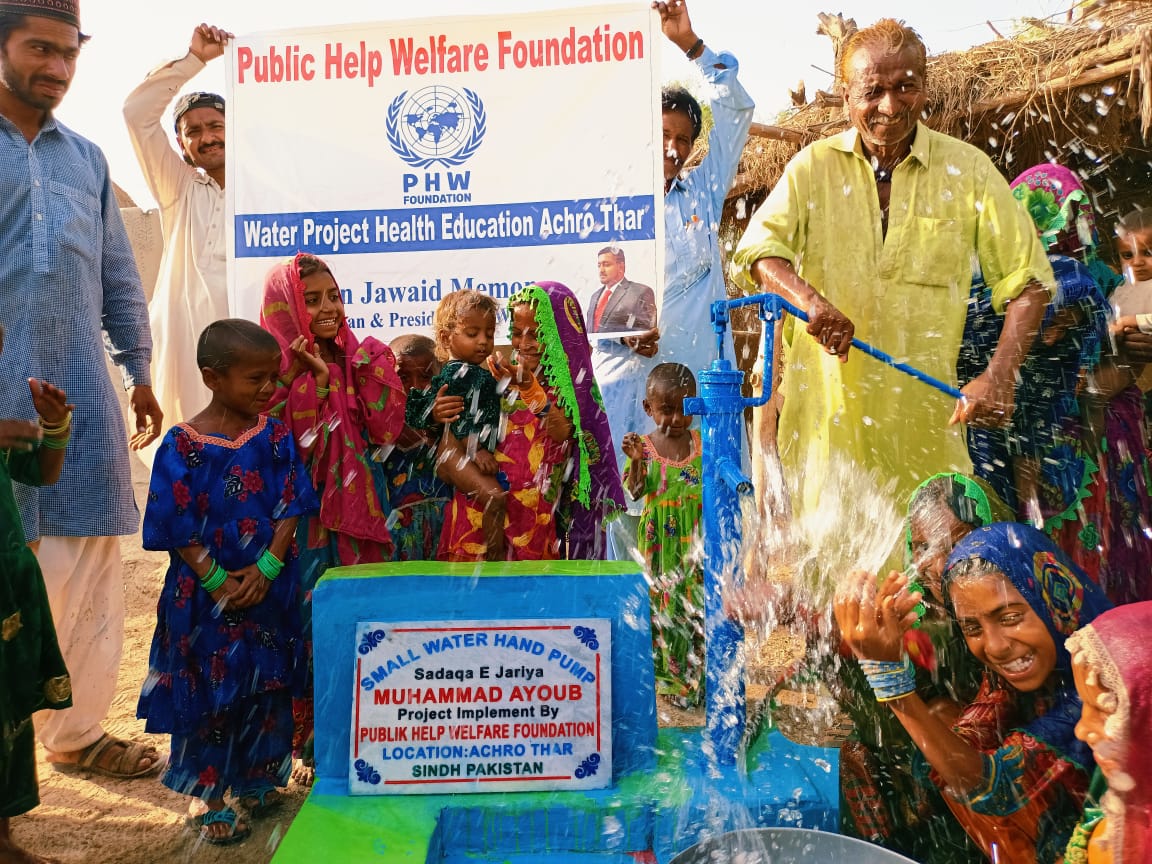 Public Help Welfare Foundation
PHW
FOUNDATION
Water Project Health Education Achro Thar
Jawaid
&
SMALL WATER HAND PUMP
Sadaqa E Jariya
MUHAMMAD AYOUB
Project Implement By
PUBLIK HELP WELFARE FOUNDATION
LOCATION:ACHRO THAR
SINDH PAKISTAN